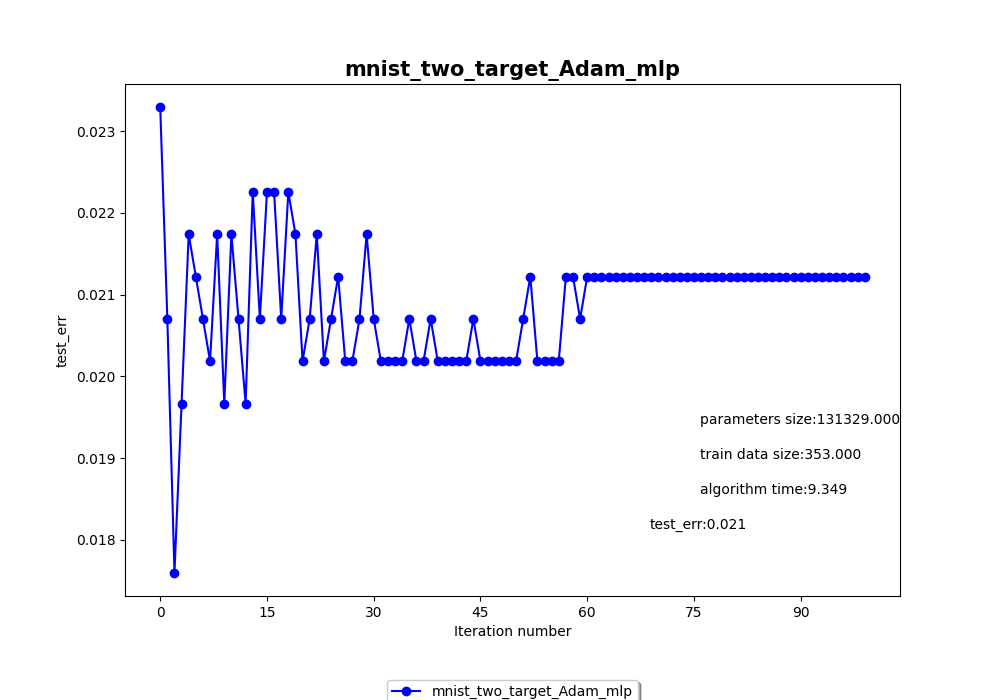 mnist_two_target_Adam_mlp
0.023
0.022
0.021
0.020
0.019
0.018
test_err
parameters size:131329.000
train data size:353.000
algorithm time:9.349
test_err:0.021
0 15 30 45 60 75 90
Iteration number
mnist_two_target_Adam_mlp